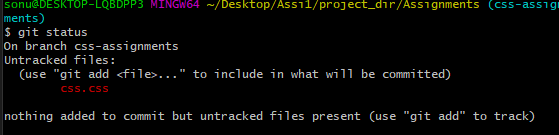 sonu@DESKTOP-LQBDPP3 MINGW64 ~/Desktop/Assi1/project_dir/Assignments (css-assign
ments)
$ git status
On branch css-assignments
Untracked files:
(use "git add <file>..." to include in what will be committed)
css.css
nothing added to commit but untracked files present (use "git add" to track)